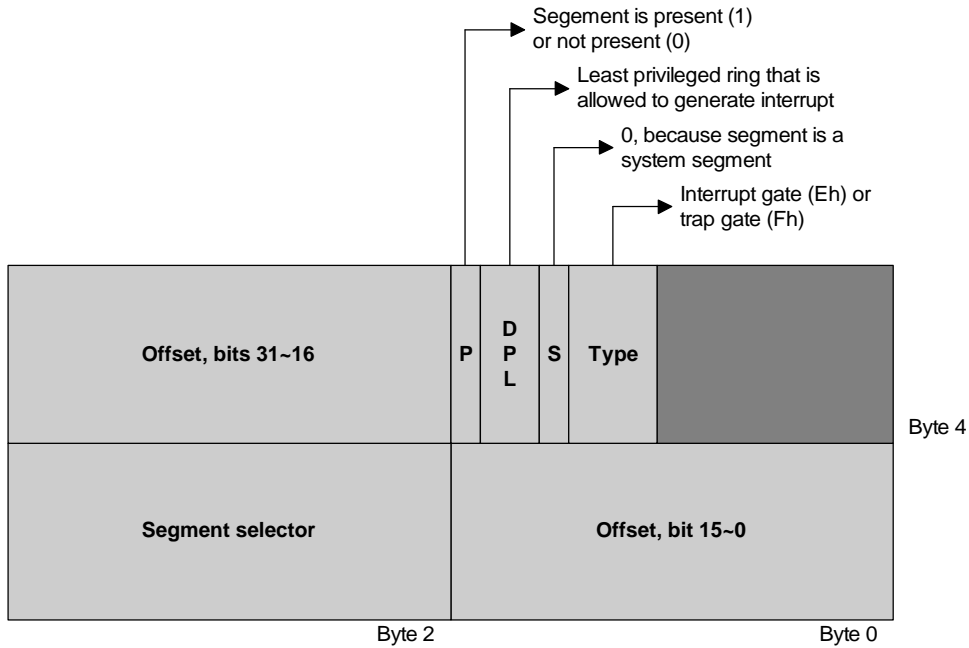 Segement is present (1)
or not present (0)
Least privileged ring that is
allowed to generate interrupt
0, because segment is a
system segment
Interrupt gate (Eh) or
trap gate (Fh)
Offset, bits 31~16
P
D
P
L
S
Type
Byte 4
Segment selector
Offset, bit 15~0
Byte 2
Byte 0